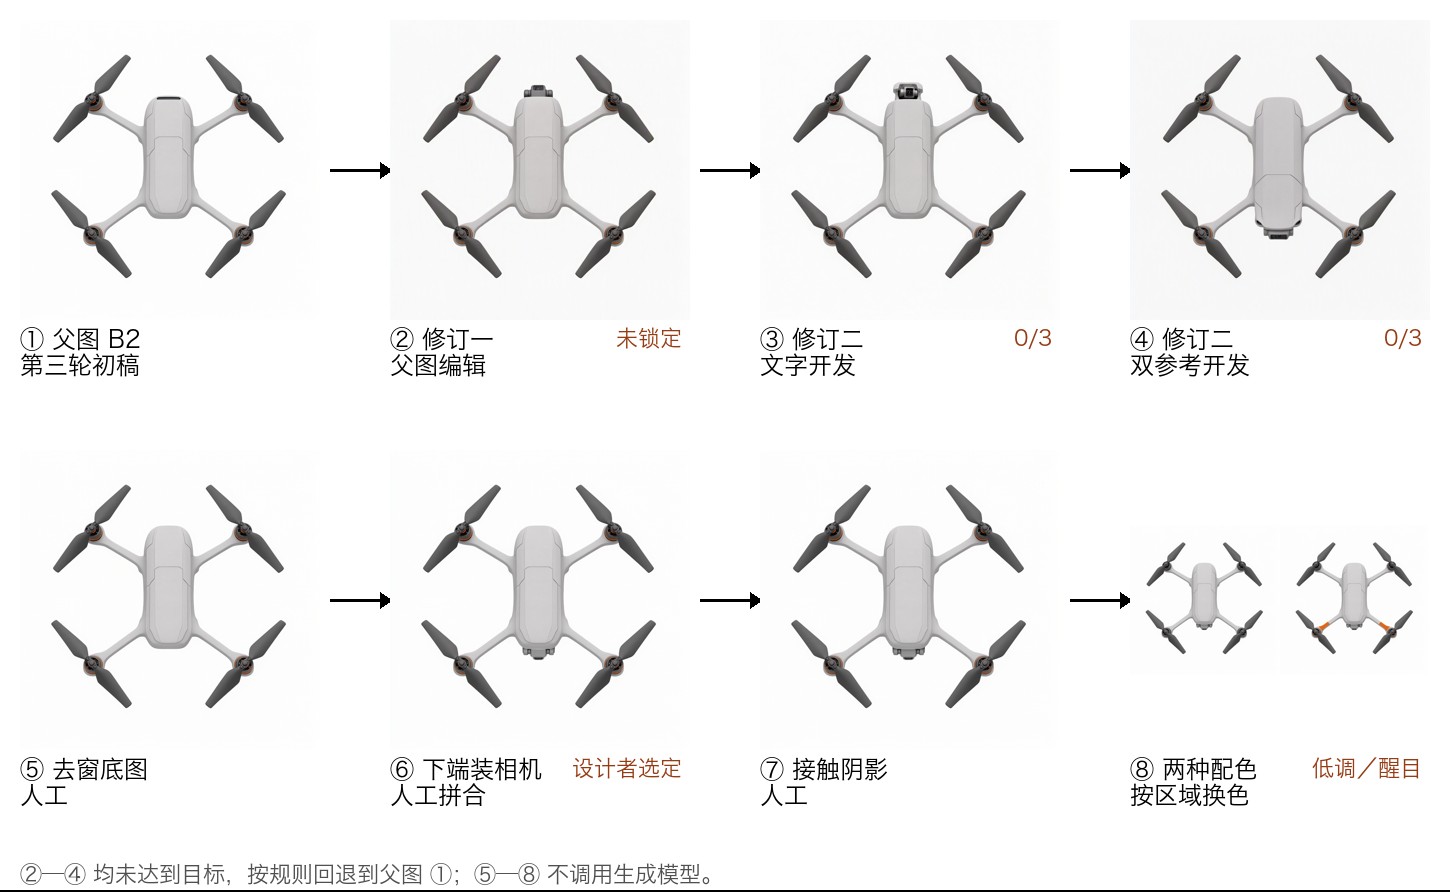 ① 父图 B2
第三轮初稿
② 修订一 未锁定
父图编辑
③ 修订二 0/3
文字开发
④ 修订二 0/3
双参考开发
⑤ 去窗底图
人工
⑥ 下端装相机 设计者选定
人工拼合
⑦ 接触阴影
人工
⑧ 两种配色 低调／醒目
按区域换色
②—④ 均未达到目标，按规则回退到父图 ①；⑤—⑧ 不调用生成模型。